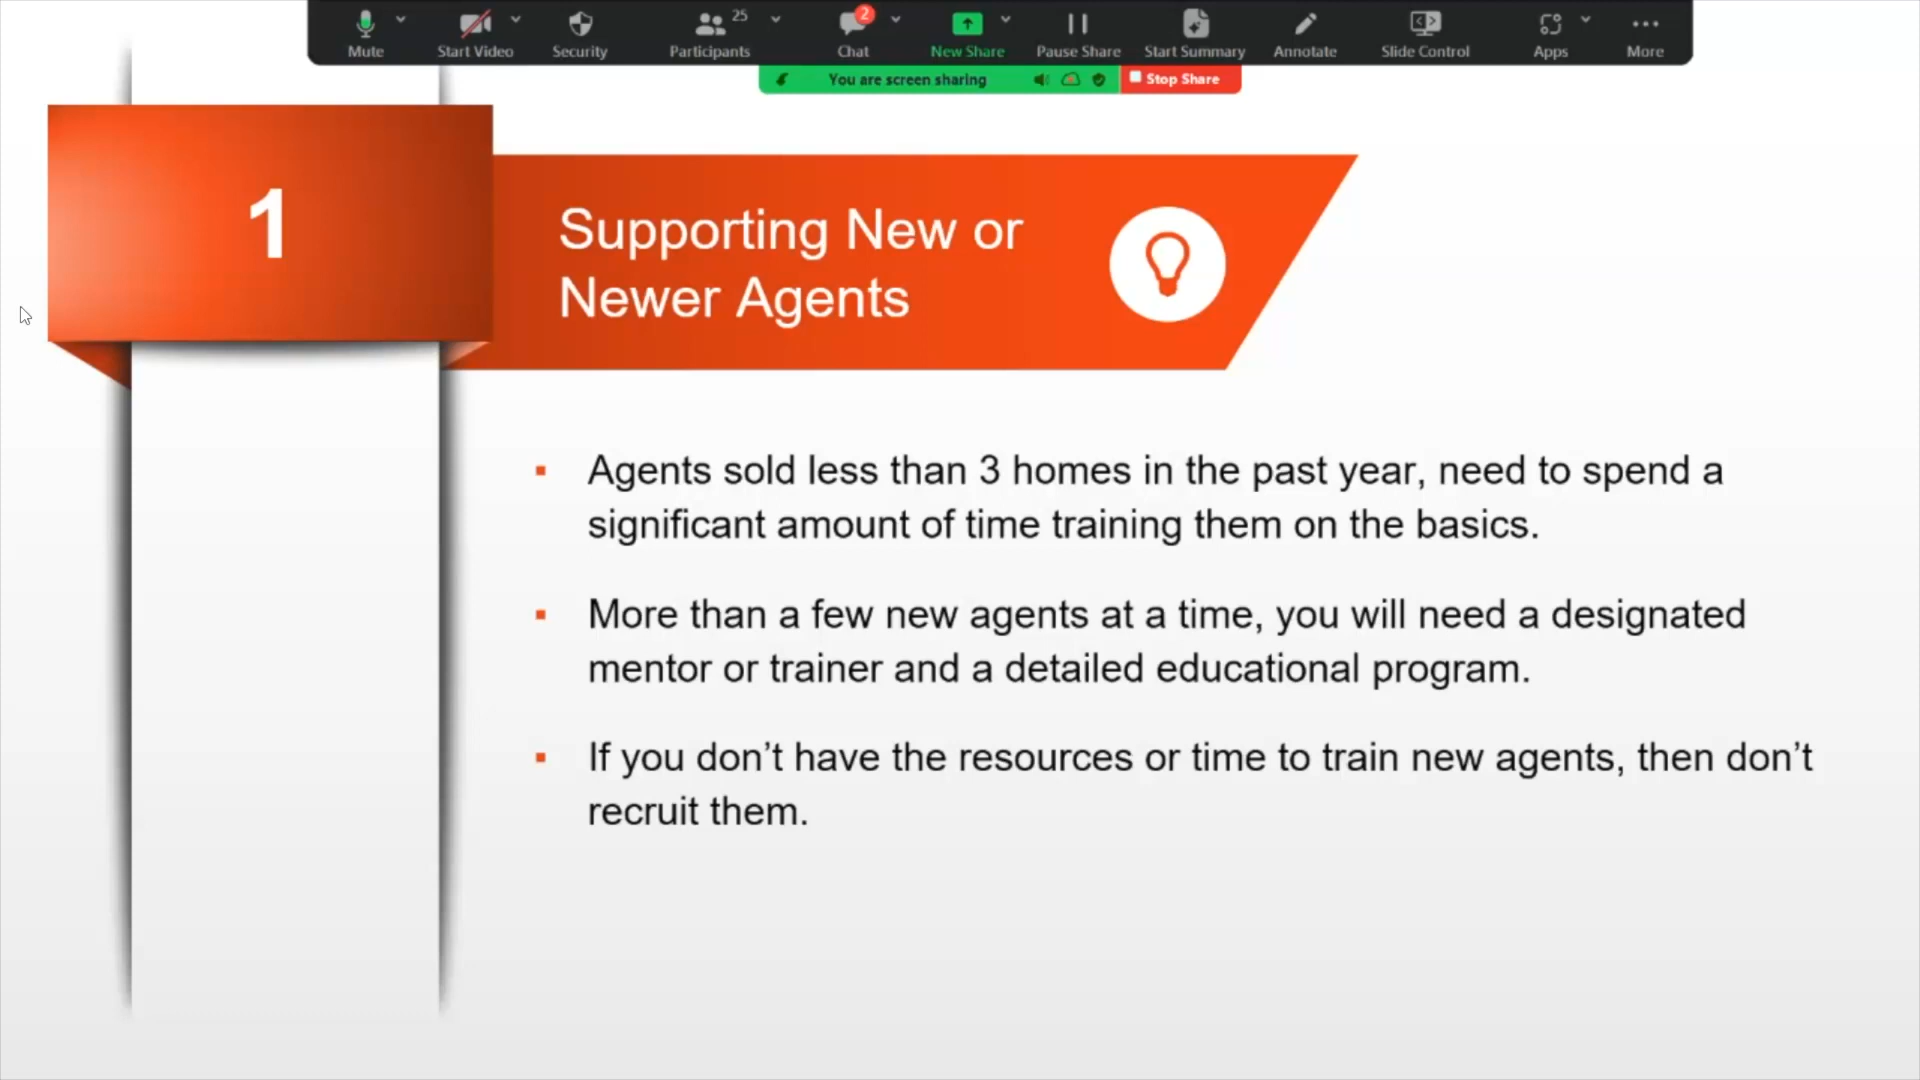 25
2
Mute
Start Video
Security
Participants
Chat
New Share
Pause Share
Start Summary
Annotate
Slide Control
Apps
More
You are screen sharing
Stop Share
1
Supporting New or
Newer Agents
▪ Agents sold less than 3 homes in the past year, need to spend a
significant amount of time training them on the basics.
▪ More than a few new agents at a time, you will need a designated
mentor or trainer and a detailed educational program.
▪ If you don’t have the resources or time to train new agents, then don’t
recruit them.